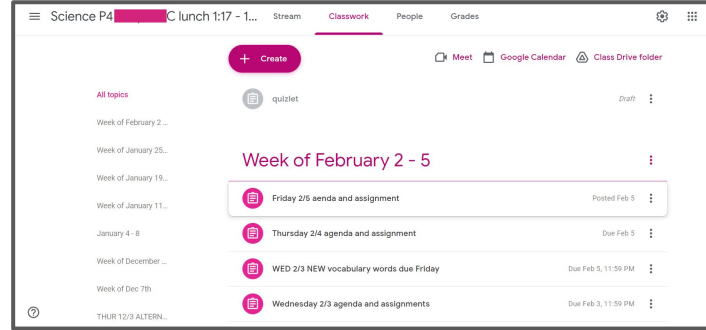 Science P4 C lunch 1:17 - 1...
Stream
Classwork
People
Grades
+ Create
Meet
Google Calendar
Class Drive folder
All topics
Week of February 2 ...
Week of January 25...
Week of January 19...
Week of January 11...
January 4 - 8
Week of December ...
Week of Dec 7th
THUR 12/3 ALTERN...
quizlet
Draft
Week of February 2 - 5
Friday 2/5 aenda and assignment
Posted Feb 5
Thursday 2/4 agenda and assignment
Due Feb 5
WED 2/3 NEW vocabulary words due Friday
Due Feb 5, 11:59 PM
Wednesday 2/3 agenda and assignments
Due Feb 3, 11:59 PM